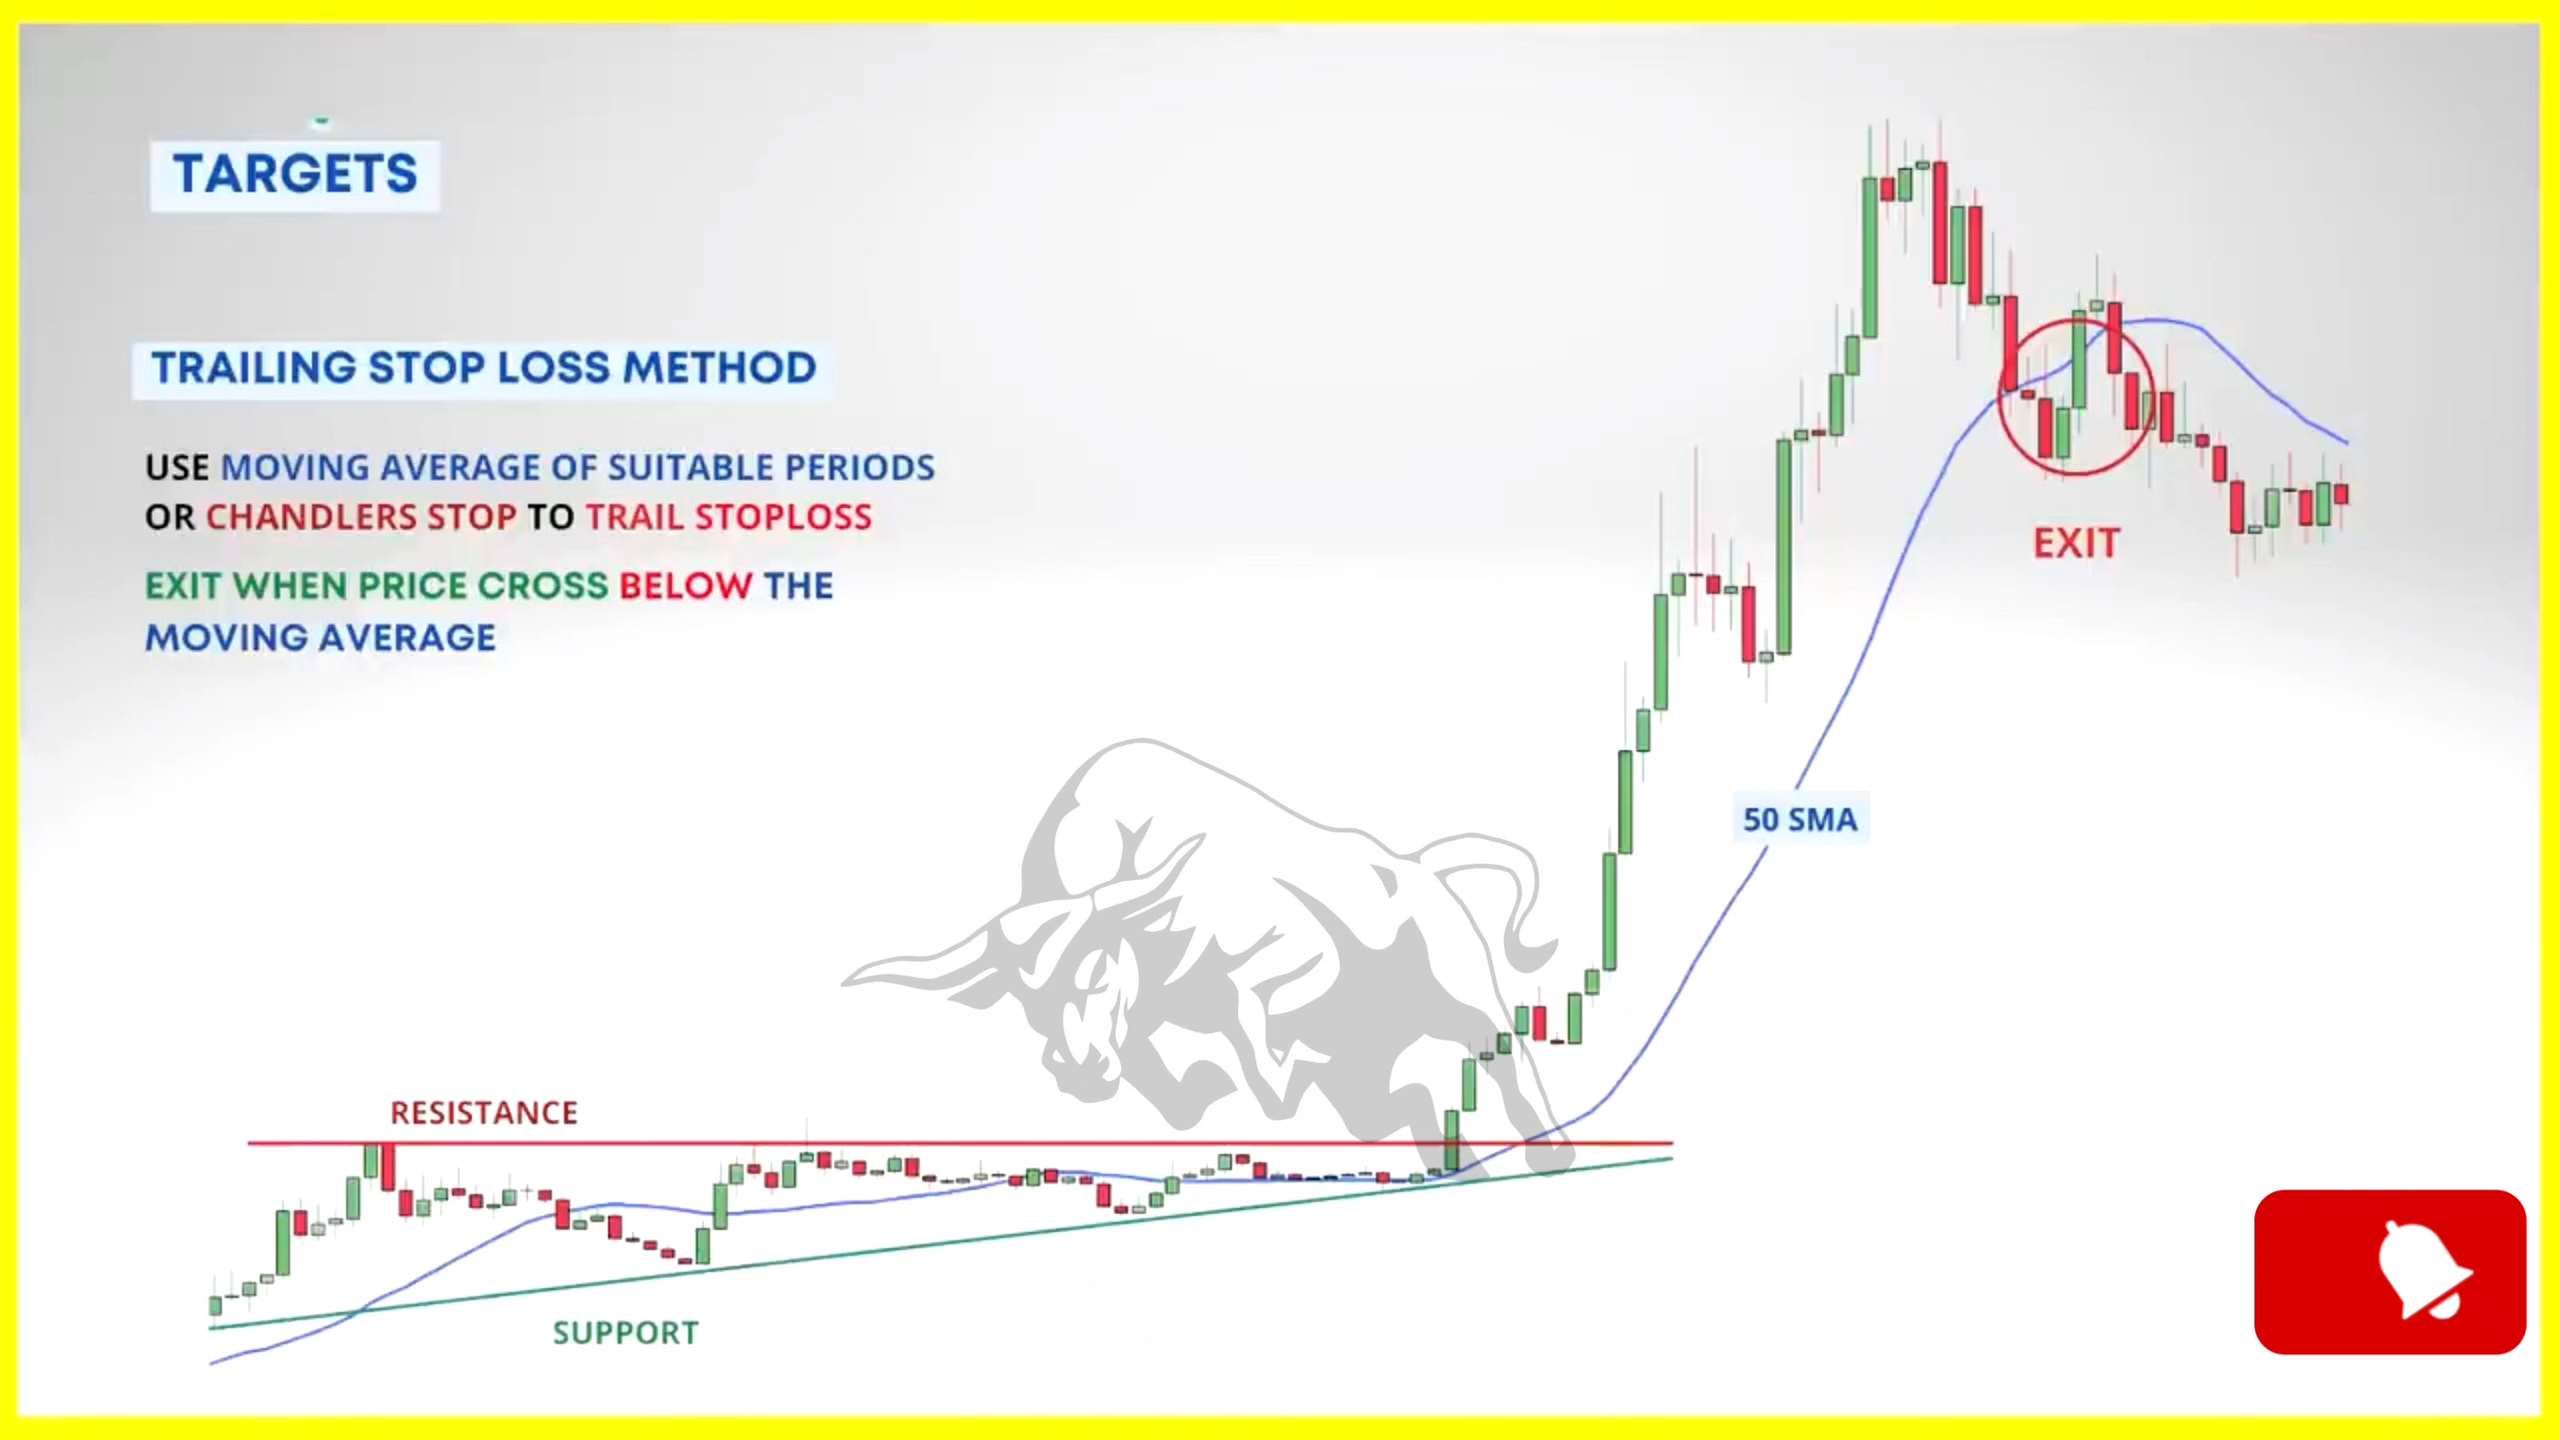 TARGETS
TRAILING STOP LOSS METHOD
USE MOVING AVERAGE OF SUITABLE PERIODS
OR CHANDLERS STOP TO TRAIL STOPLOSS
EXIT WHEN PRICE CROSS BELOW THE
MOVING AVERAGE
EXIT
50 SMA
RESISTANCE
SUPPORT